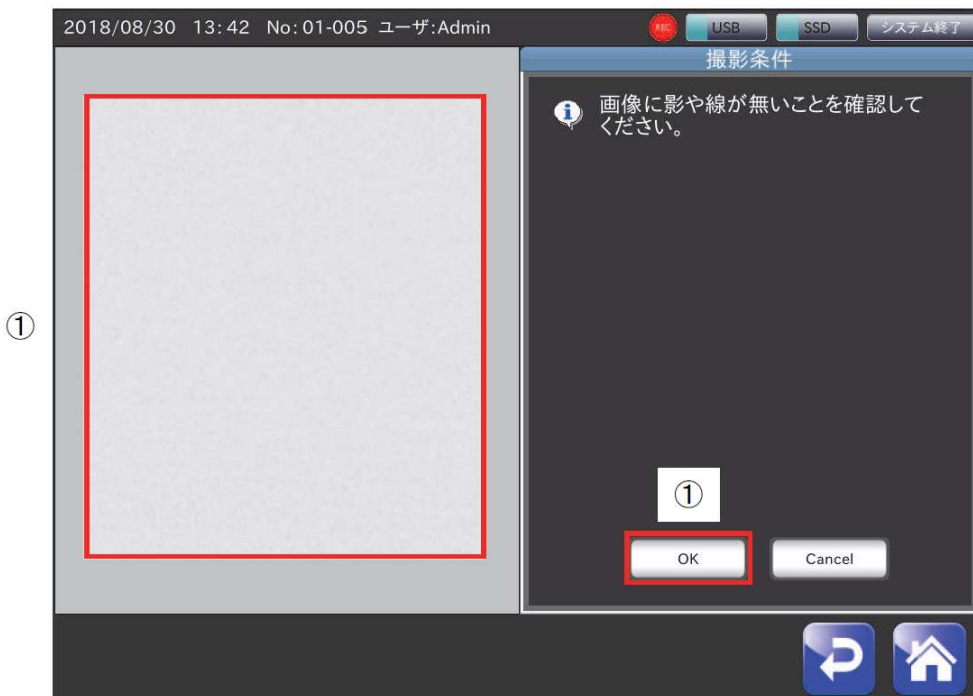 2018/08/30 13:42 No:01-005 ユーザ:Admin
REC
USB
SSD
システム終了
撮影条件
画像に影や線が無いことを確認して
ください。
①
①
OK
Cancel